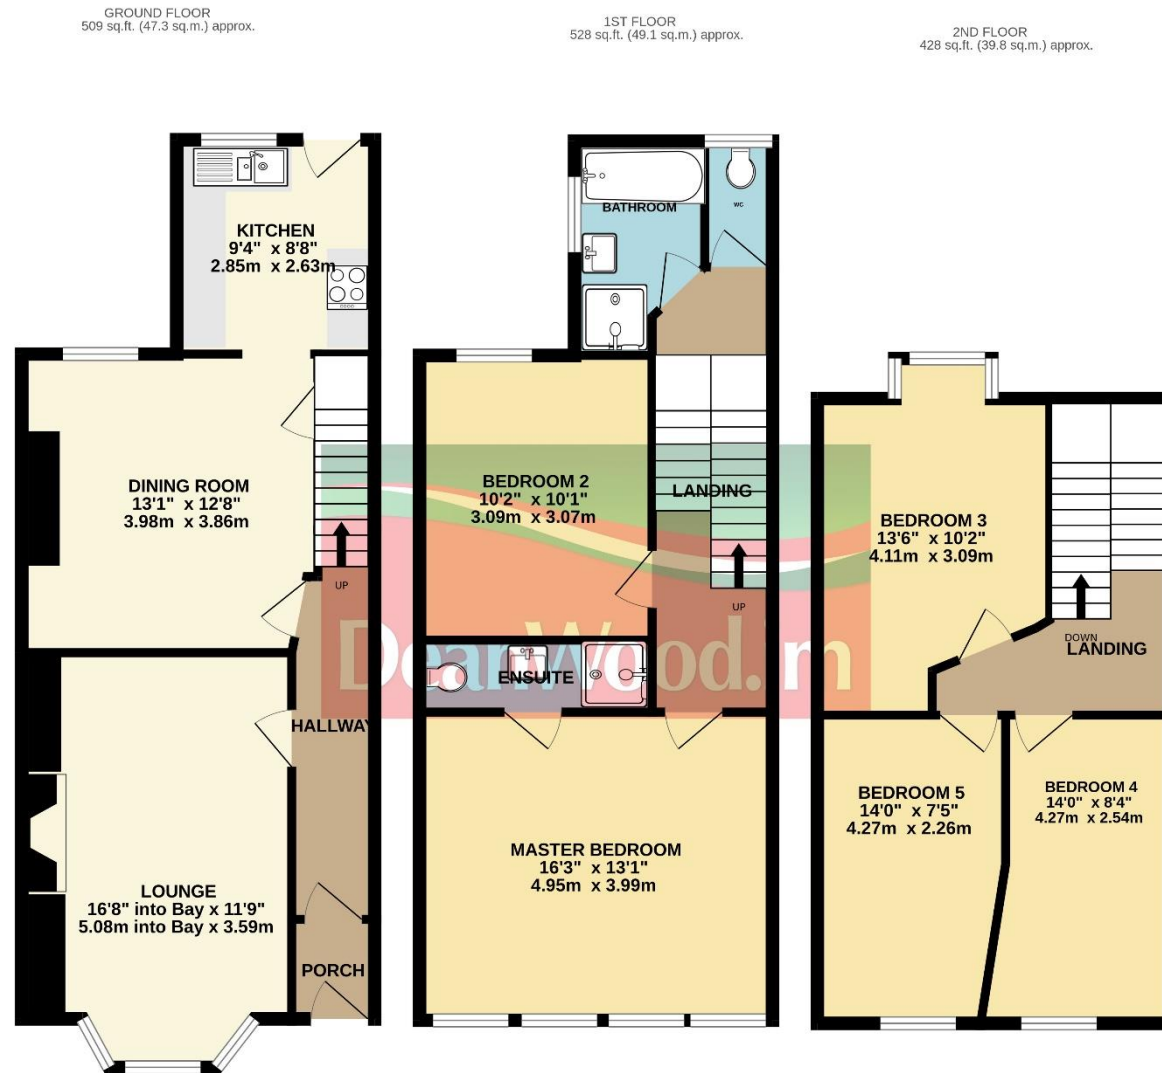 GROUND FLOOR
509 sq.ft. (47.3 sq.m.) approx.
KITCHEN
9'4" x 8'8"
2.85m x 2.63m
DINING ROOM
13'1" x 12'8"
3.98m x 3.86m
UP
HALLWAY
LOUNGE
16'8" into Bay x 11'9"
5.08m into Bay x 3.59m
PORCH
1ST FLOOR
528 sq.ft. (49.1 sq.m.) approx.
BATHROOM
WC
BEDROOM 2
10'2" x 10'1"
3.09m x 3.07m
LANDING
UP
ENSUITE
MASTER BEDROOM
16'3" x 13'1"
4.95m x 3.99m
2ND FLOOR
428 sq.ft. (39.8 sq.m.) approx.
BEDROOM 3
13'6" x 10'2"
4.11m x 3.09m
DOWN
LANDING
BEDROOM 5
14'0" x 7'5"
4.27m x 2.26m
BEDROOM 4
14'0" x 8'4"
4.27m x 2.54m
DeanWood.im